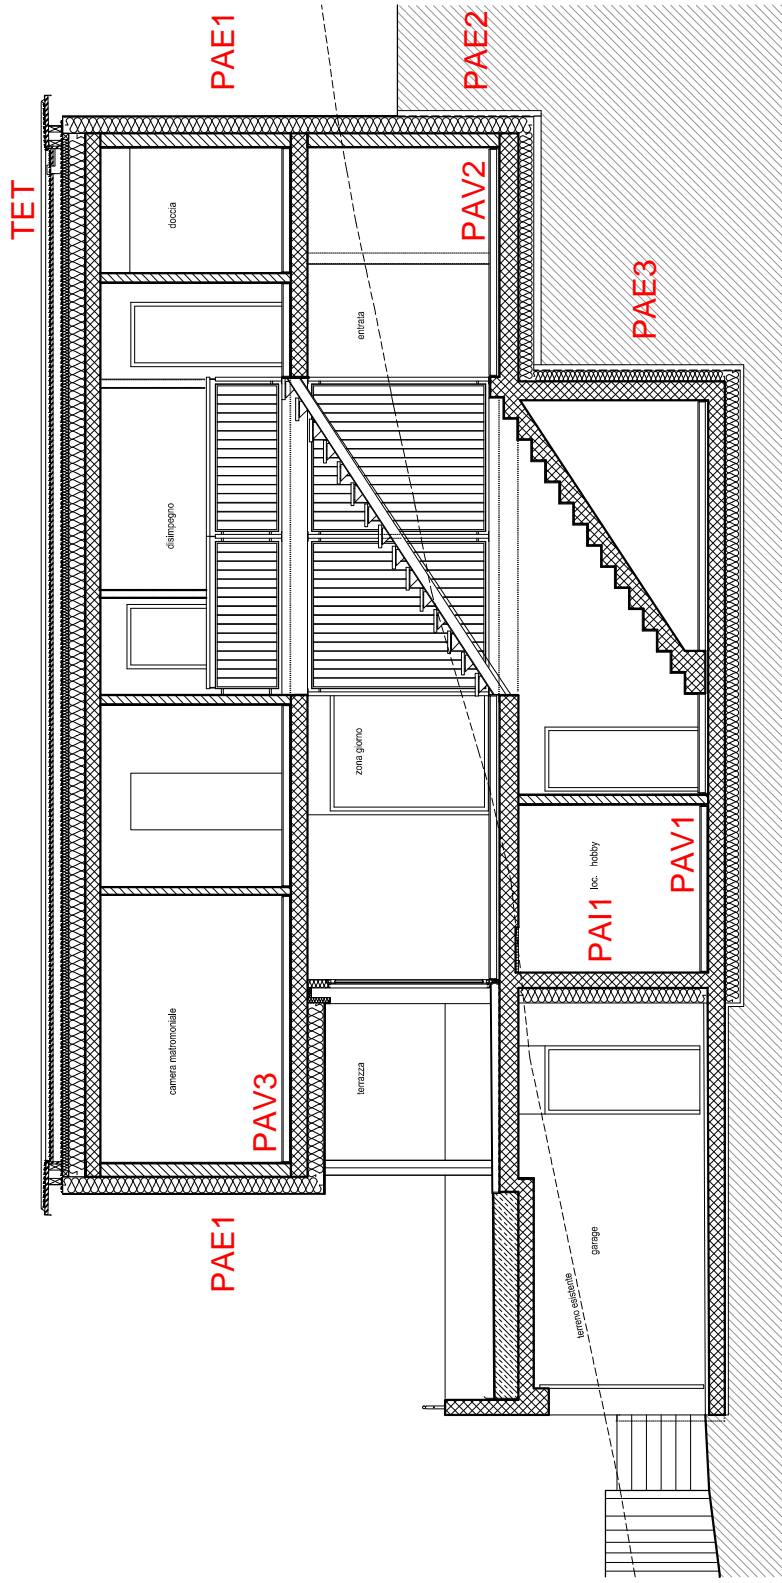 TET
camera matromoniale
disimpegno
doccia
PAE1
PAE1
PAV3
terrazza
zona giorno
entrata
PAV2
PAE2
terreno esistente
garage
loc. hobby
PAI1
PAE3
PAV1